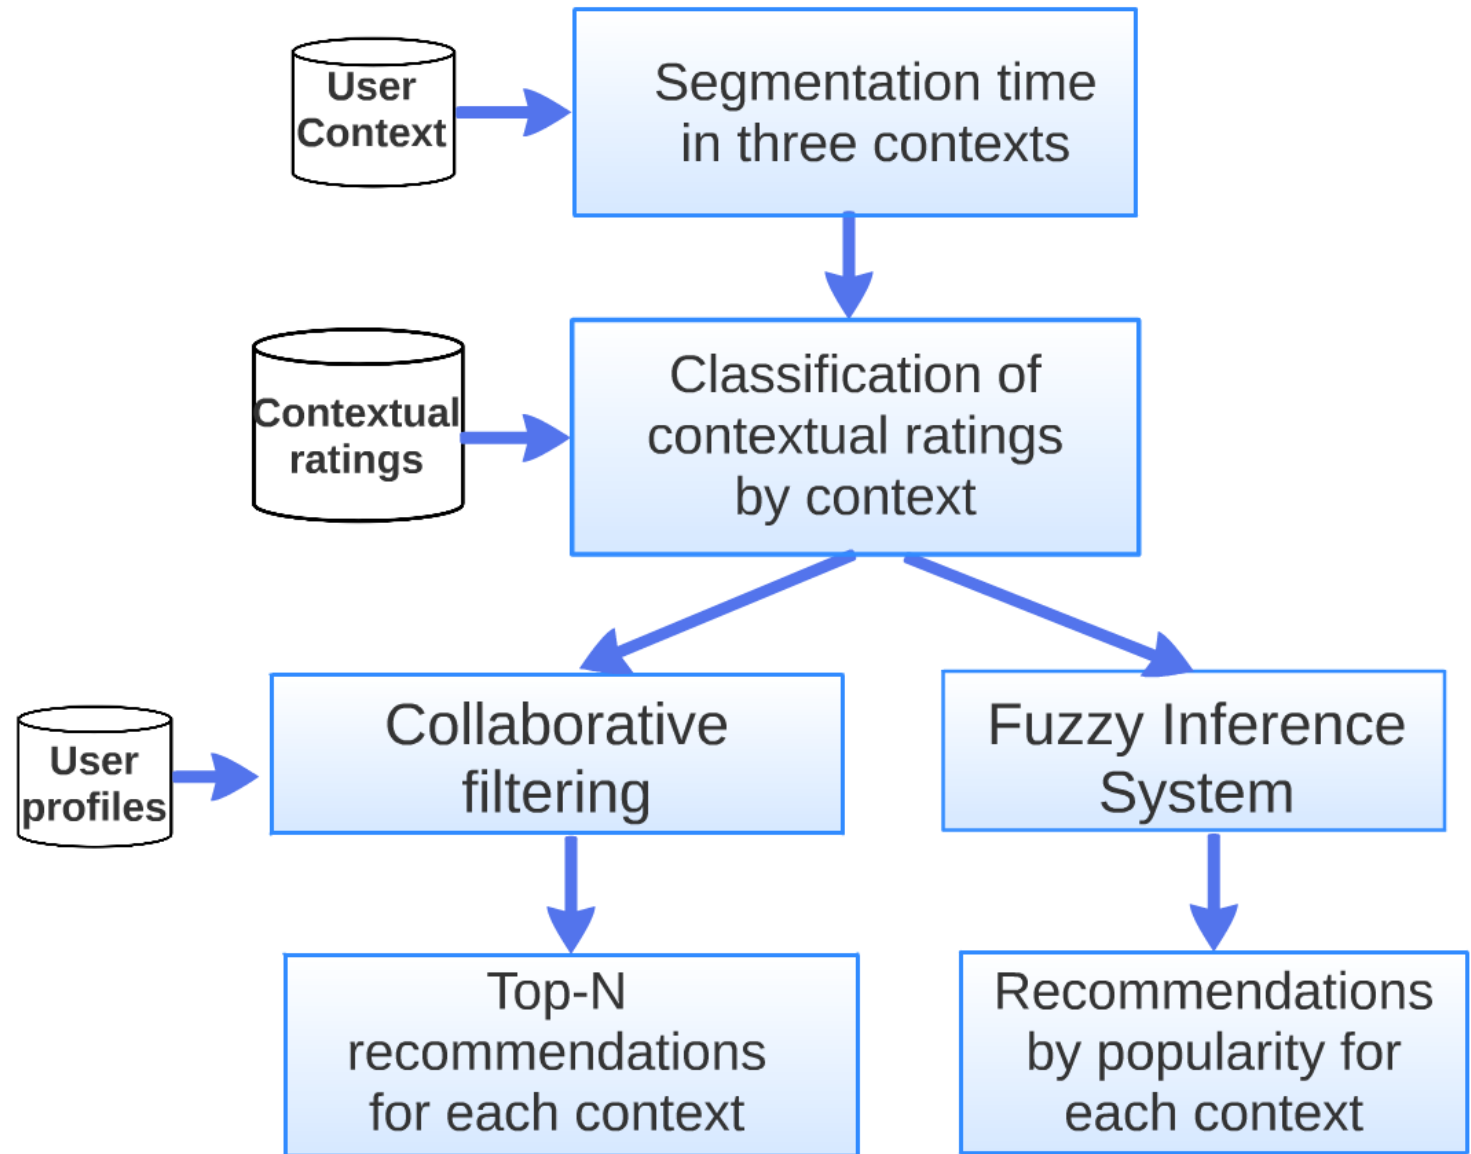 User
Context
Segmentation time
in three contexts
Contextual
ratings
Classification of
contextual ratings
by context
User
profiles
Collaborative
filtering
Fuzzy Inference
System
Top-N
recommendations
for each context
Recommendations
by popularity for
each context